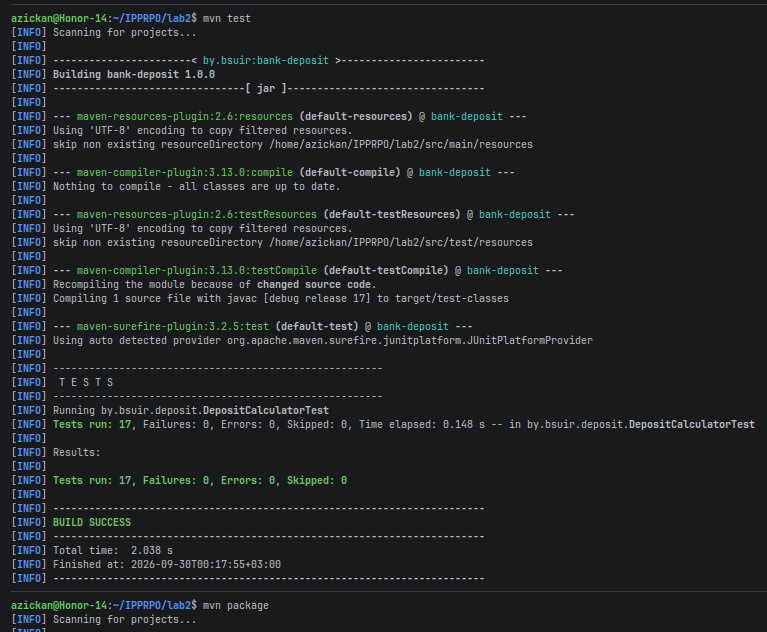 azickan@Honor-14:~/IPPRPO/lab2$ mvn test
[INFO] Scanning for projects...
[INFO]
[INFO] -----------------------< by.bsuir:bank-deposit >------------------------
[INFO] Building bank-deposit 1.0.0
[INFO] --------------------------------[ jar ]---------------------------------
[INFO]
[INFO] --- maven-resources-plugin:2.6:resources (default-resources) @ bank-deposit ---
[INFO] Using 'UTF-8' encoding to copy filtered resources.
[INFO] skip non existing resourceDirectory /home/azickan/IPPRPO/lab2/src/main/resources
[INFO]
[INFO] --- maven-compiler-plugin:3.13.0:compile (default-compile) @ bank-deposit ---
[INFO] Nothing to compile - all classes are up to date.
[INFO]
[INFO] --- maven-resources-plugin:2.6:testResources (default-testResources) @ bank-deposit ---
[INFO] Using 'UTF-8' encoding to copy filtered resources.
[INFO] skip non existing resourceDirectory /home/azickan/IPPRPO/lab2/src/test/resources
[INFO]
[INFO] --- maven-compiler-plugin:3.13.0:testCompile (default-testCompile) @ bank-deposit ---
[INFO] Recompiling the module because of changed source code.
[INFO] Compiling 1 source file with javac [debug release 17] to target/test-classes
[INFO]
[INFO] --- maven-surefire-plugin:3.2.5:test (default-test) @ bank-deposit ---
[INFO] Using auto detected provider org.apache.maven.surefire.junitplatform.JUnitPlatformProvider
[INFO]
[INFO] -------------------------------------------------------
[INFO]  T E S T S
[INFO] -------------------------------------------------------
[INFO] Running by.bsuir.deposit.DepositCalculatorTest
[INFO] Tests run: 17, Failures: 0, Errors: 0, Skipped: 0, Time elapsed: 0.148 s -- in by.bsuir.deposit.DepositCalculatorTest
[INFO]
[INFO] Results:
[INFO]
[INFO] Tests run: 17, Failures: 0, Errors: 0, Skipped: 0
[INFO]
[INFO] ------------------------------------------------------------------------
[INFO] BUILD SUCCESS
[INFO] ------------------------------------------------------------------------
[INFO] Total time:  2.038 s
[INFO] Finished at: 2026-09-30T00:17:55+03:00
[INFO] ------------------------------------------------------------------------
azickan@Honor-14:~/IPPRPO/lab2$ mvn package
[INFO] Scanning for projects...
[INFO]